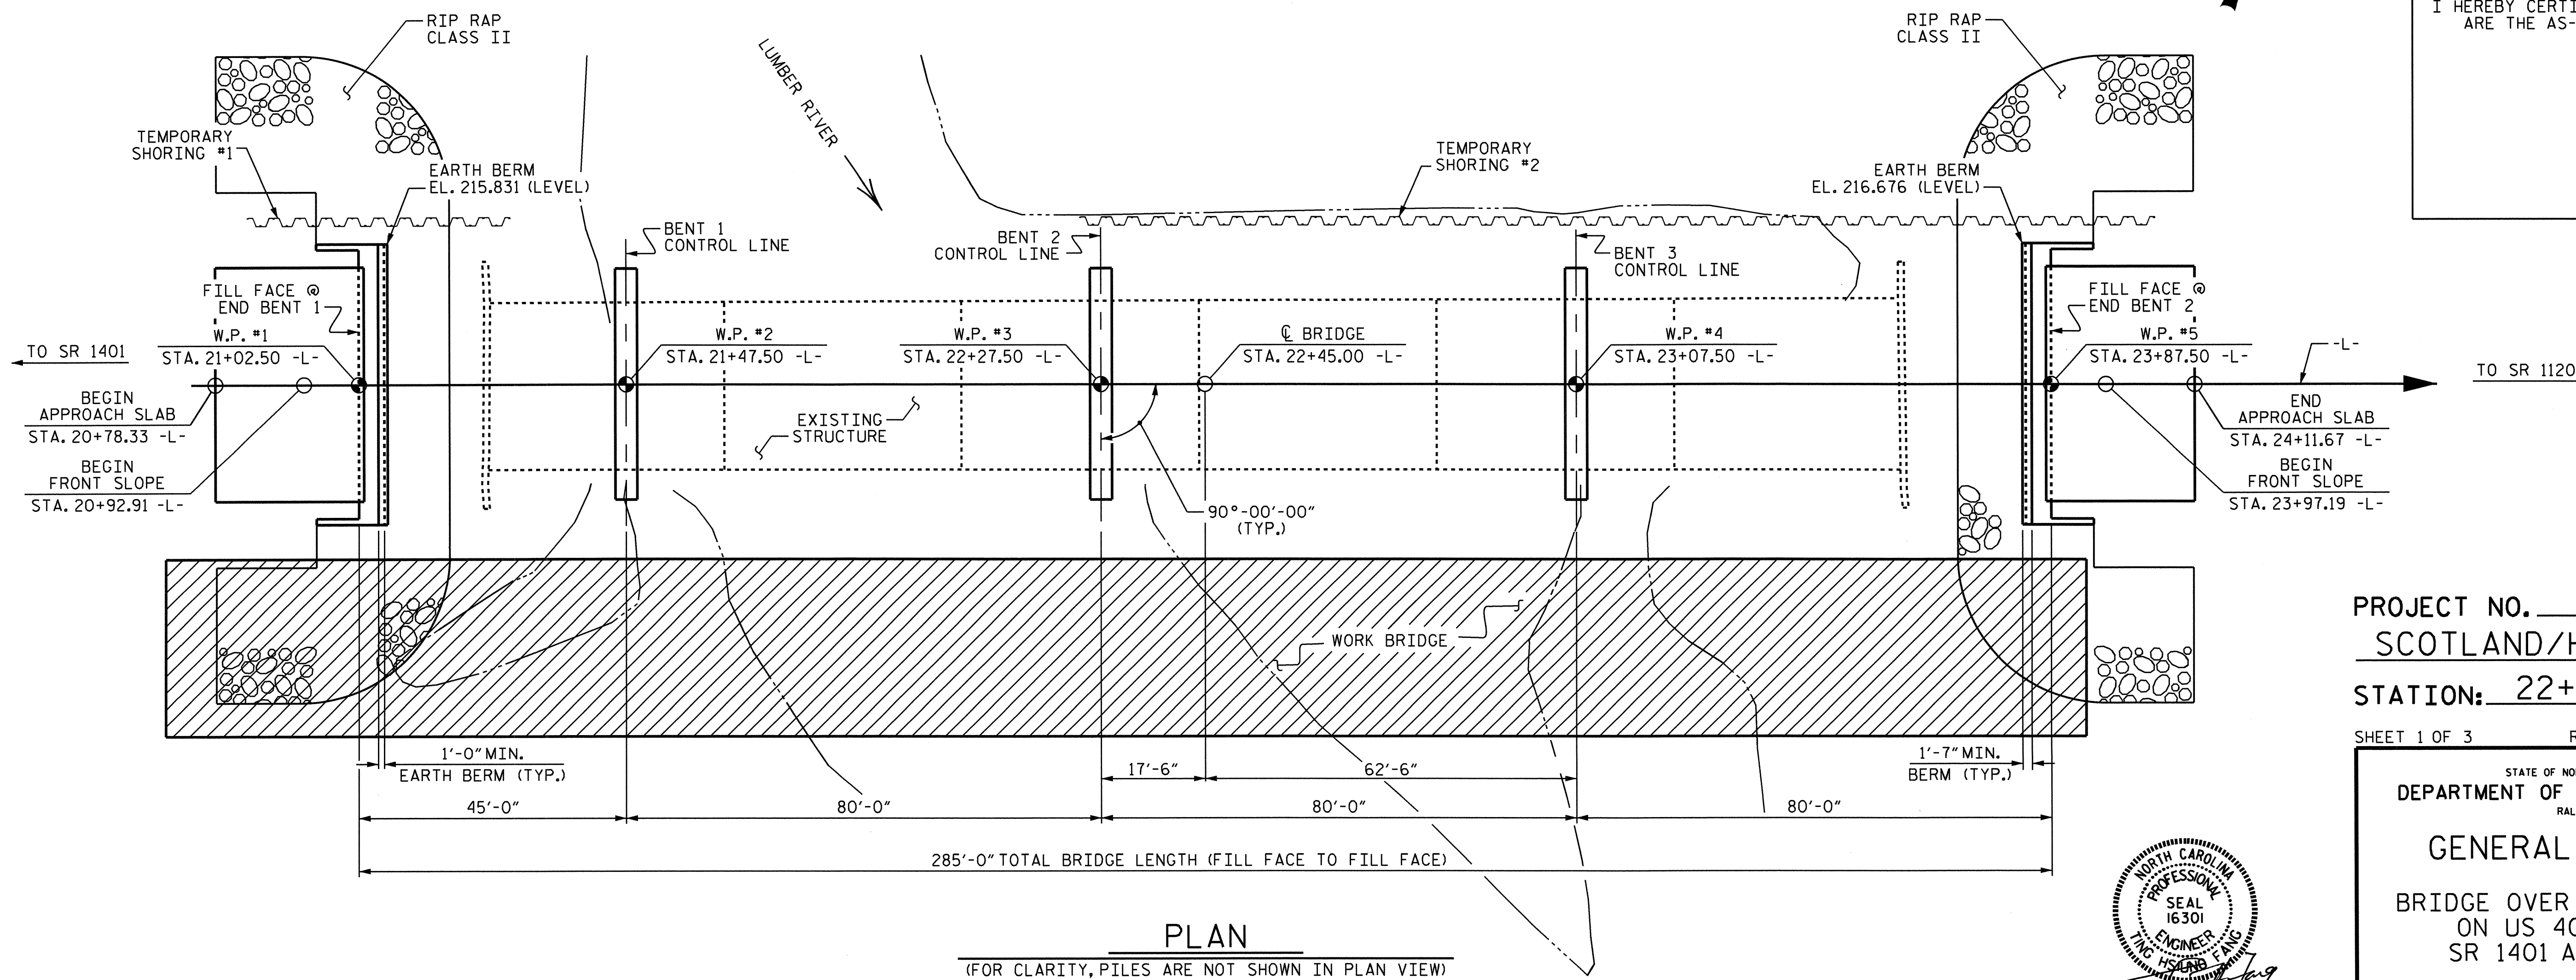 I HEREBY CERTI
ARE THE AS-
RIP RAP
CLASS II
LUMBER RIVER
RIP RAP
CLASS II
TEMPORARY
SHORING #1
EARTH BERM
EL. 215.831 (LEVEL)
TEMPORARY
SHORING #2
EARTH BERM
EL. 216.676 (LEVEL)
BENT 1
CONTROL LINE
BENT 2
CONTROL LINE
BENT 3
CONTROL LINE
FILL FACE @
END BENT 1
FILL FACE @
END BENT 2
TO SR 1401
W.P. #1
STA. 21+02.50 -L-
W.P. #2
STA. 21+47.50 -L-
W.P. #3
STA. 22+27.50 -L-
℄ BRIDGE
STA. 22+45.00 -L-
W.P. #4
STA. 23+07.50 -L-
W.P. #5
STA. 23+87.50 -L-
-L-
TO SR 1120
BEGIN
APPROACH SLAB
STA. 20+78.33 -L-
BEGIN
FRONT SLOPE
STA. 20+92.91 -L-
EXISTING
STRUCTURE
END
APPROACH SLAB
STA. 24+11.67 -L-
BEGIN
FRONT SLOPE
STA. 23+97.19 -L-
90°-00'-00"
(TYP.)
WORK BRIDGE
1'-0" MIN.
EARTH BERM (TYP.)
17'-6"
62'-6"
1'-7" MIN.
BERM (TYP.)
45'-0"
80'-0"
80'-0"
80'-0"
285'-0" TOTAL BRIDGE LENGTH (FILL FACE TO FILL FACE)
PLAN
(FOR CLARITY, PILES ARE NOT SHOWN IN PLAN VIEW)
PROJECT NO.
SCOTLAND/H
STATION: 22+
SHEET 1 OF 3 R
STATE OF NO
DEPARTMENT OF
RAL
GENERAL
BRIDGE OVER
ON US 40
SR 1401 A
NORTH CAROLINA
PROFESSIONAL
SEAL
16301
ENGINEER
TING HSIUNG FANG